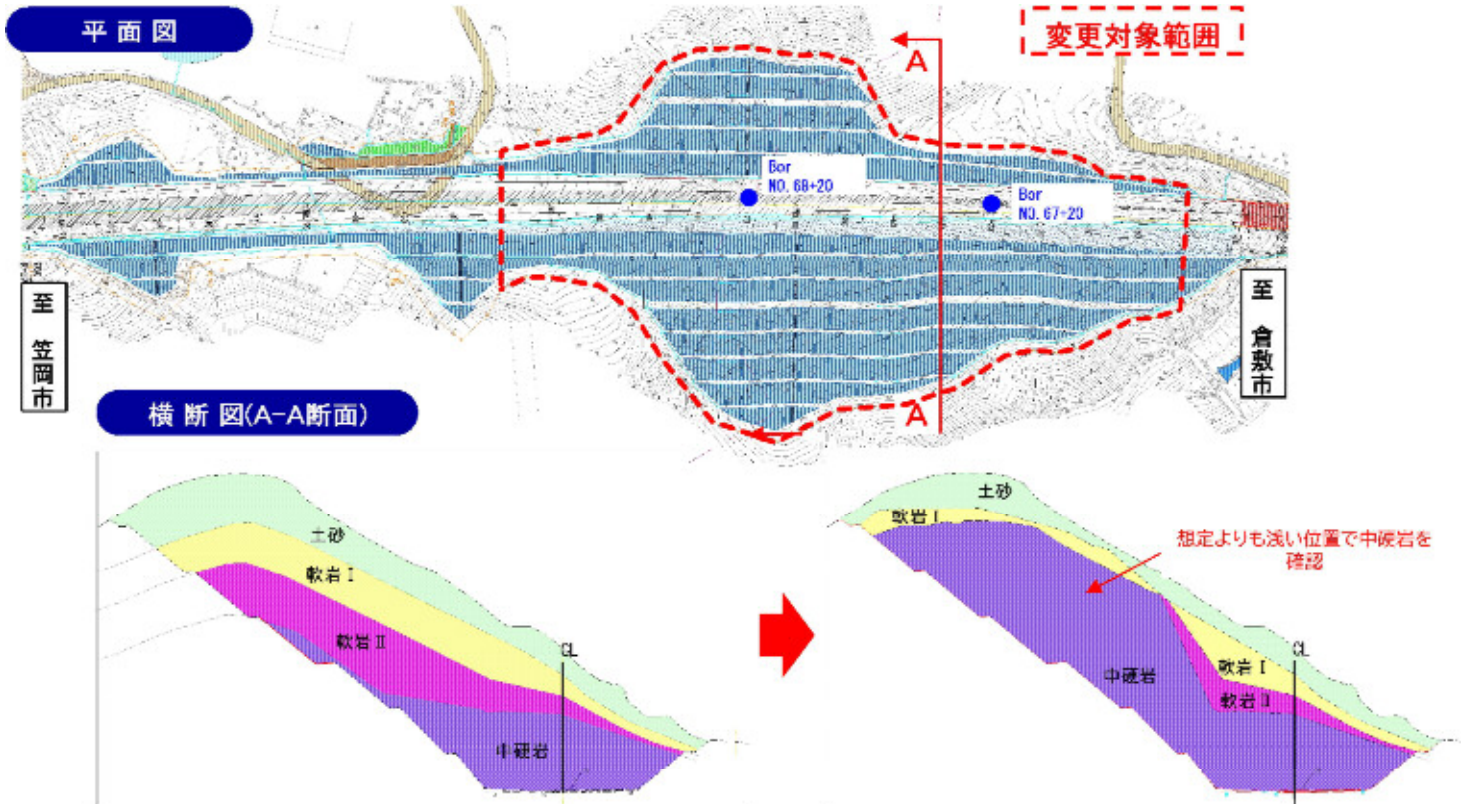 平面図
変更対象範囲
A
Bor
NO. 68+20
Bor
NO. 67+20
至 笠岡市
至 倉敷市
A
横断図(A-A断面)
土砂
軟岩Ⅰ
軟岩Ⅱ
CL
中硬岩
土砂
軟岩Ⅰ
想定よりも浅い位置で中硬岩を
確認
CL
軟岩Ⅰ
中硬岩
軟岩Ⅱ